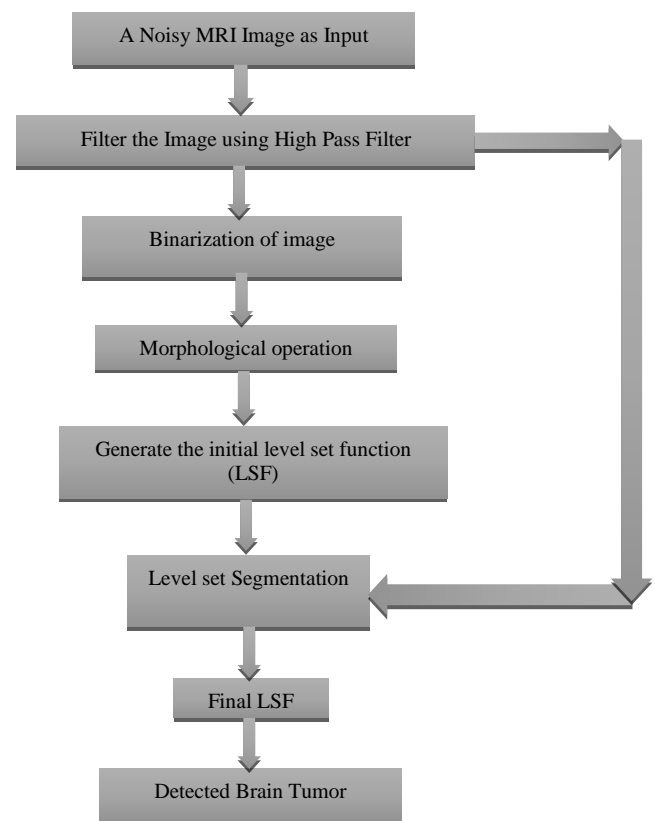 A Noisy MRI Image as Input
Filter the Image using High Pass Filter
Binarization of image
Morphological operation
Generate the initial level set function
(LSF)
Level set Segmentation
Final LSF
Detected Brain Tumor